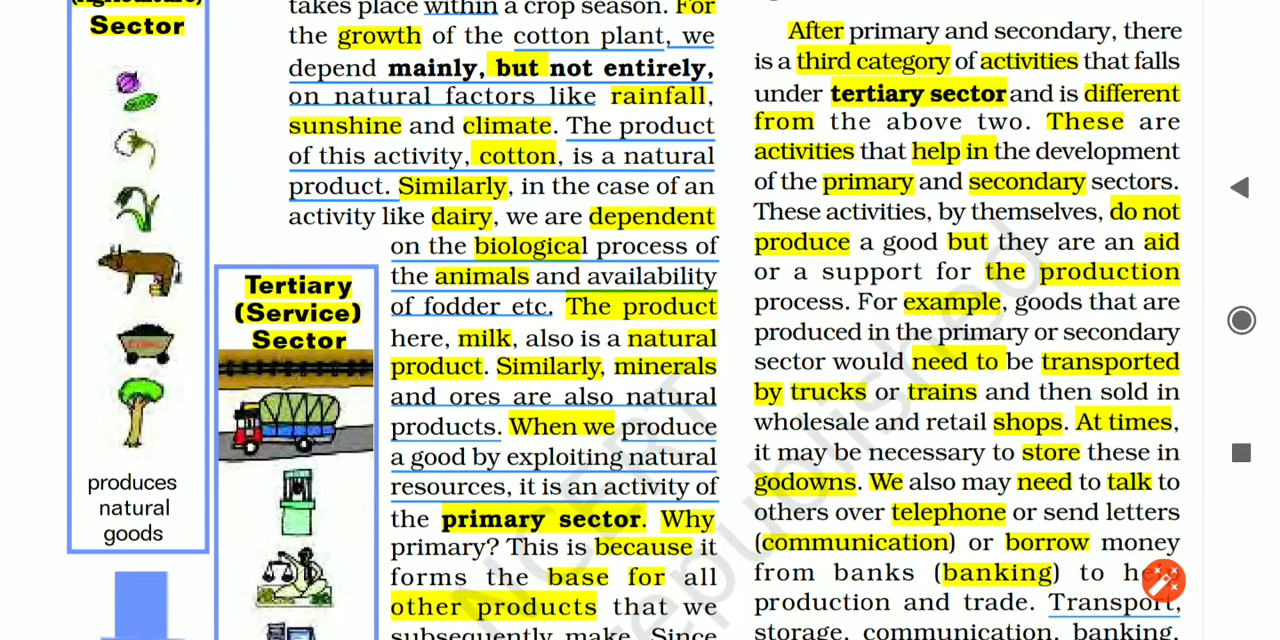 (Agriculture)
Sector
produces
natural
goods
takes place within a crop season. For
the growth of the cotton plant, we
depend mainly, but not entirely,
on natural factors like rainfall,
sunshine and climate. The product
of this activity, cotton, is a natural
product. Similarly, in the case of an
activity like dairy, we are dependent
on the biological process of
the animals and availability
of fodder etc. The product
here, milk, also is a natural
product. Similarly, minerals
and ores are also natural
products. When we produce
a good by exploiting natural
resources, it is an activity of
the primary sector. Why
primary? This is because it
forms the base for all
other products that we
subsequently make. Since
Tertiary
(Service)
Sector
After primary and secondary, there
is a third category of activities that falls
under tertiary sector and is different
from the above two. These are
activities that help in the development
of the primary and secondary sectors.
These activities, by themselves, do not
produce a good but they are an aid
or a support for the production
process. For example, goods that are
produced in the primary or secondary
sector would need to be transported
by trucks or trains and then sold in
wholesale and retail shops. At times,
it may be necessary to store these in
godowns. We also may need to talk to
others over telephone or send letters
(communication) or borrow money
from banks (banking) to help
production and trade. Transport,
storage, communication, banking,
NCERT
republished